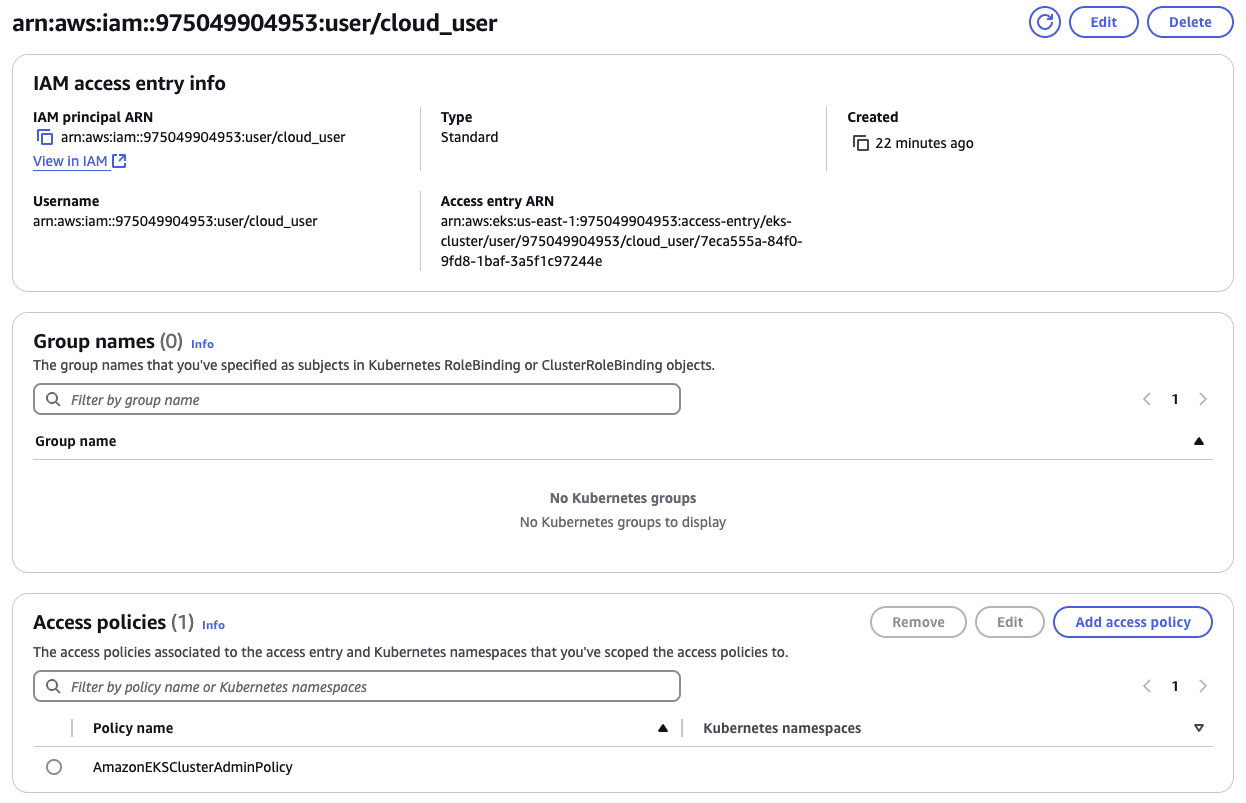 arn:aws:iam::975049904953:user/cloud_user
Edit
Delete
IAM access entry info
IAM principal ARN
arn:aws:iam::975049904953:user/cloud_user
View in IAM
Type
Standard
Created
22 minutes ago
Username
arn:aws:iam::975049904953:user/cloud_user
Access entry ARN
arn:aws:eks:us-east-1:975049904953:access-entry/eks-
cluster/user/975049904953/cloud_user/7eca555a-84f0-
9fd8-1baf-3a5f1c97244e
Group names (0) Info
The group names that you've specified as subjects in Kubernetes RoleBinding or ClusterRoleBinding objects.
Filter by group name
1
Group name
No Kubernetes groups
No Kubernetes groups to display
Access policies (1) Info
Remove
Edit
Add access policy
The access policies associated to the access entry and Kubernetes namespaces that you've scoped the access policies to.
Filter by policy name or Kubernetes namespaces
1
Policy name
Kubernetes namespaces
AmazonEKSClusterAdminPolicy